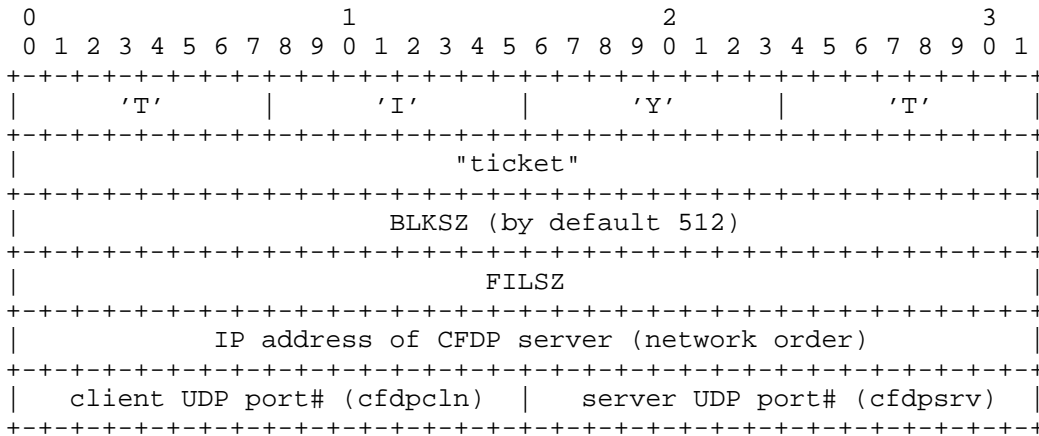 0                   1                   2                   3
 0 1 2 3 4 5 6 7 8 9 0 1 2 3 4 5 6 7 8 9 0 1 2 3 4 5 6 7 8 9 0 1
+-+-+-+-+-+-+-+-+-+-+-+-+-+-+-+-+-+-+-+-+-+-+-+-+-+-+-+-+-+-+-+-+
|      ’T’      |      ’I’      |      ’Y’      |      ’T’      |
+-+-+-+-+-+-+-+-+-+-+-+-+-+-+-+-+-+-+-+-+-+-+-+-+-+-+-+-+-+-+-+-+
|                           "ticket"                            |
+-+-+-+-+-+-+-+-+-+-+-+-+-+-+-+-+-+-+-+-+-+-+-+-+-+-+-+-+-+-+-+-+
|                       BLKSZ (by default 512)                  |
+-+-+-+-+-+-+-+-+-+-+-+-+-+-+-+-+-+-+-+-+-+-+-+-+-+-+-+-+-+-+-+-+
|                             FILSZ                             |
+-+-+-+-+-+-+-+-+-+-+-+-+-+-+-+-+-+-+-+-+-+-+-+-+-+-+-+-+-+-+-+-+
|            IP address of CFDP server (network order)          |
+-+-+-+-+-+-+-+-+-+-+-+-+-+-+-+-+-+-+-+-+-+-+-+-+-+-+-+-+-+-+-+-+
|   client UDP port# (cfdpcln)  |   server UDP port# (cfdpsrv)  |
+-+-+-+-+-+-+-+-+-+-+-+-+-+-+-+-+-+-+-+-+-+-+-+-+-+-+-+-+-+-+-+-+